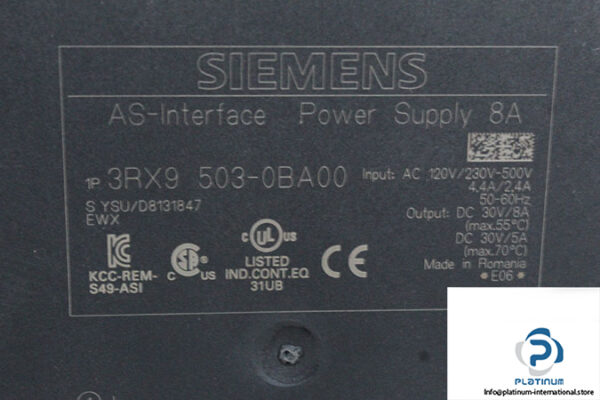 SIEMENS
AS-Interface Power Supply 8A
1P 3RX9 503-0BA00
Input: AC 120V/230V-500V
4,4A/2,4A
50-60Hz
Output: DC 30V/8A
(max.55°C)
DC 30V/5A
(max.70°C)
Made in Romania
*E06*
S YSU/D8131847
EWX
KCC-REM-
S49-ASI
SA
C US
C UL US
LISTED
IND.CONT.EQ
31UB
CE
PLATINUM
Info@platinum-international.store